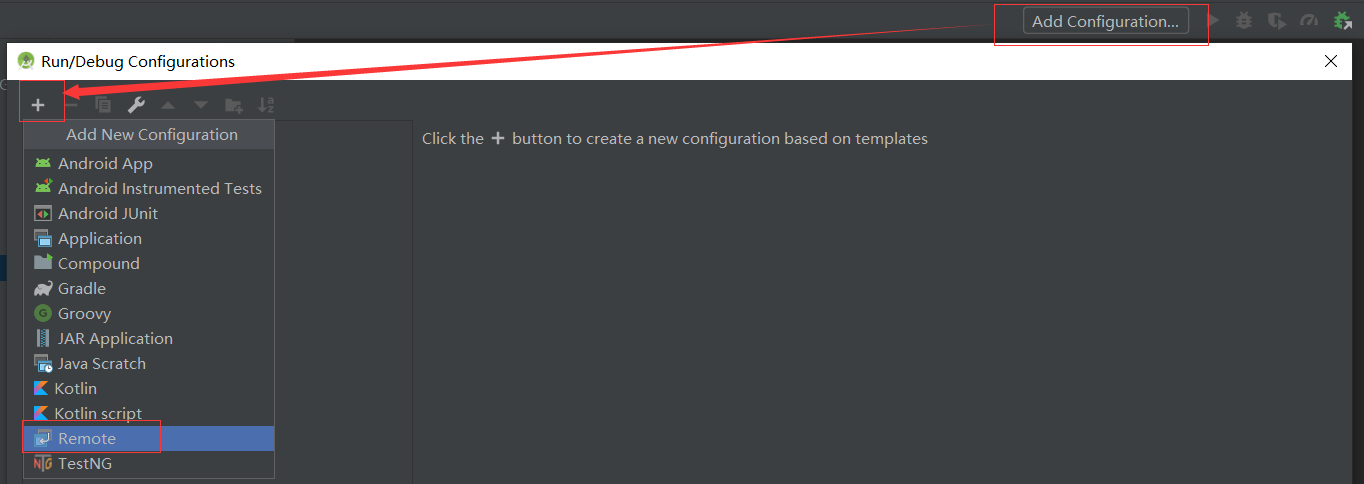 Add Configuration...
Run/Debug Configurations
Add New Configuration
Click the + button to create a new configuration based on templates
Android App
Android Instrumented Tests
Android JUnit
Application
Compound
Gradle
Groovy
JAR Application
Java Scratch
Kotlin
Kotlin script
Remote
TestNG